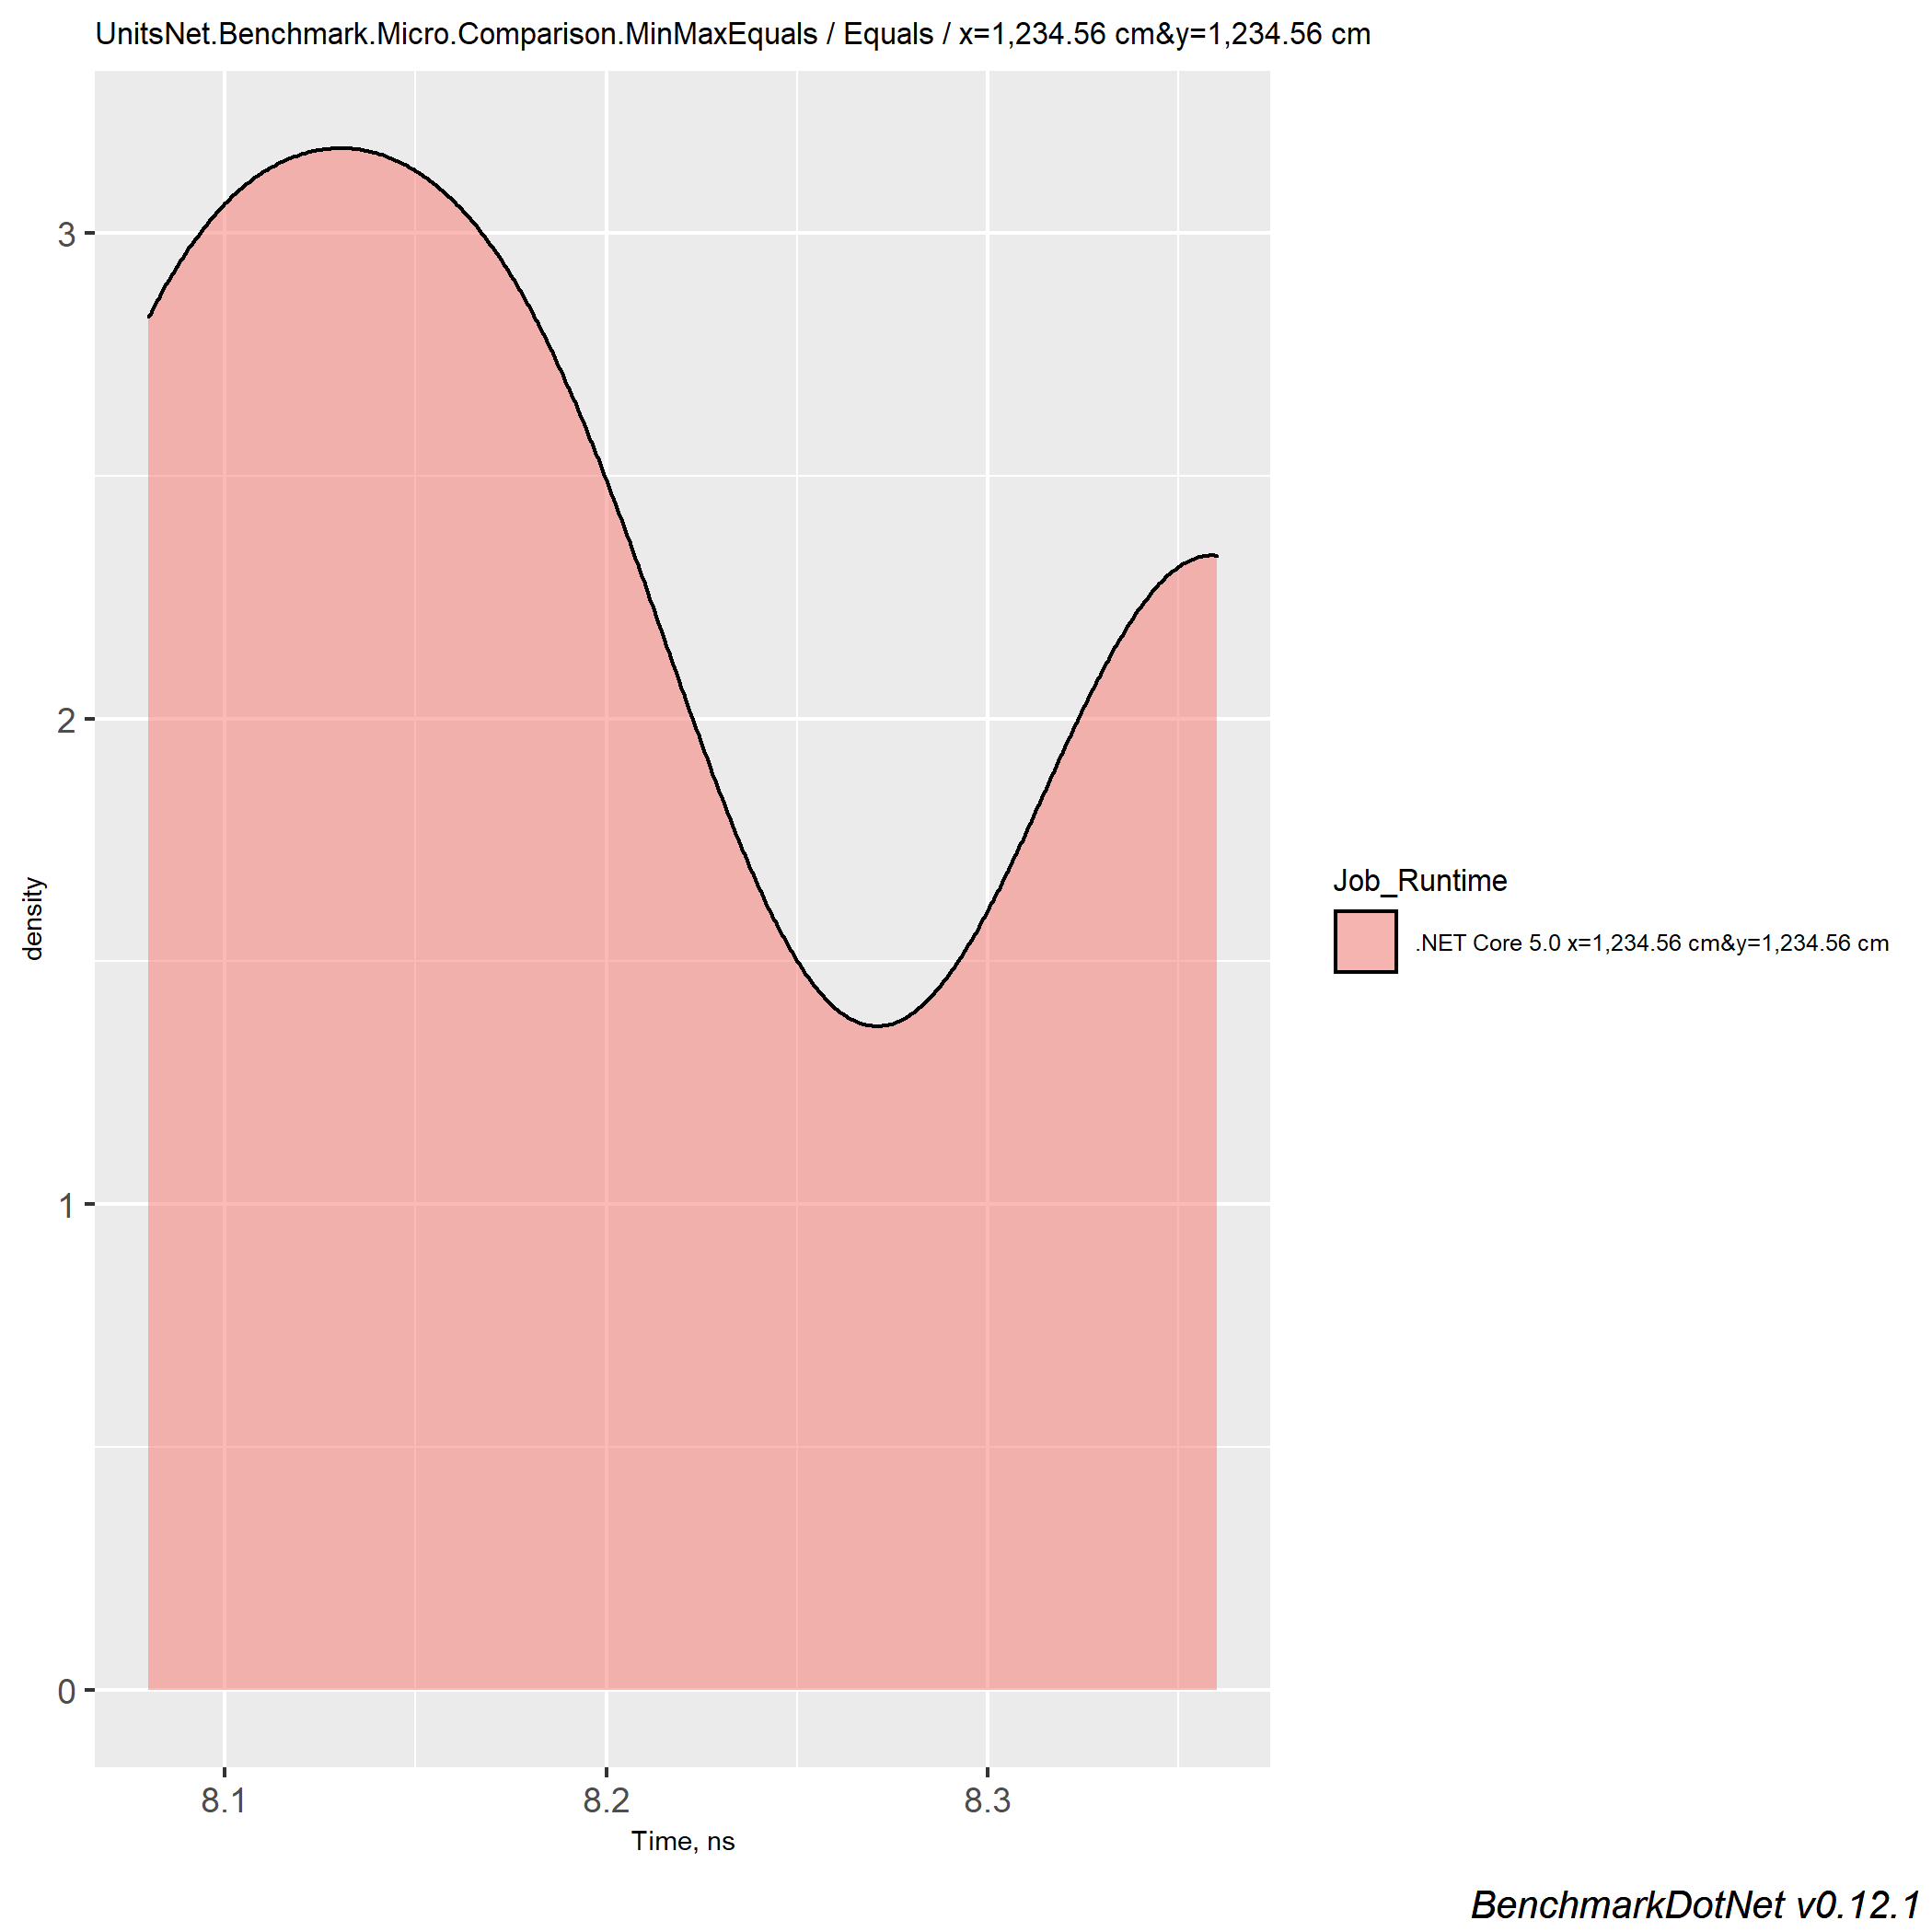 UnitsNet.Benchmark.Micro.Comparison.MinMaxEquals / Equals / x=1,234.56 cm&y=1,234.56 cm
3
2
1
0
density
8.1 8.2 8.3
Time, ns
Job_Runtime
.NET Core 5.0 x=1,234.56 cm&y=1,234.56 cm
BenchmarkDotNet v0.12.1